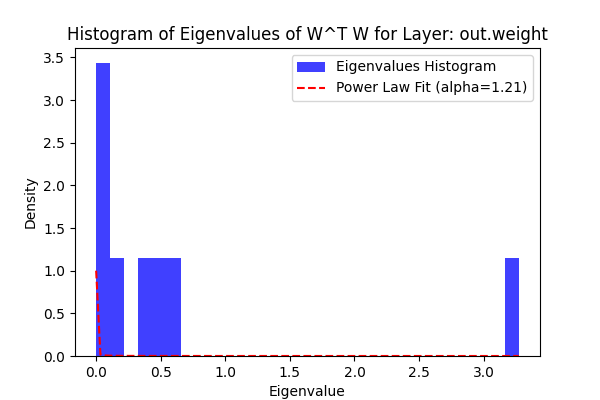 Histogram of Eigenvalues of W^T W for Layer: out.weight
Eigenvalues Histogram
Power Law Fit (alpha=1.21)
Density
3.5
3.0
2.5
2.0
1.5
1.0
0.5
0.0
0.0 0.5 1.0 1.5 2.0 2.5 3.0
Eigenvalue